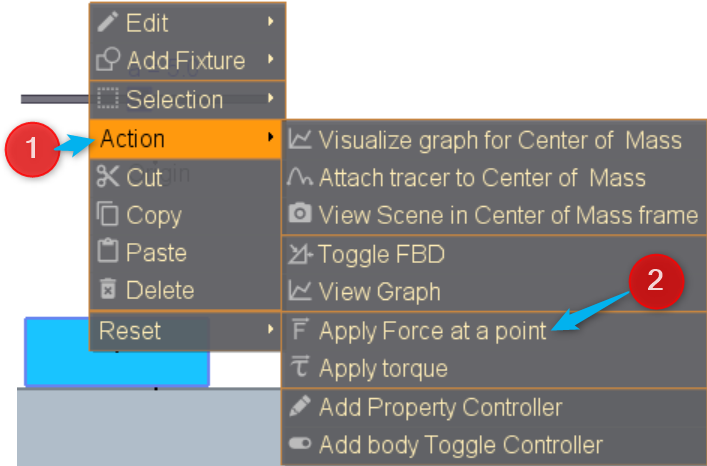 Edit
Add Fixture
Selection
1
Action
Visualize graph for Center of Mass
Cut
Attach tracer to Center of Mass
Copy
View Scene in Center of Mass frame
Paste
Toggle FBD
2
Delete
View Graph
Reset
F Apply Force at a point
τ Apply torque
Add Property Controller
Add body Toggle Controller